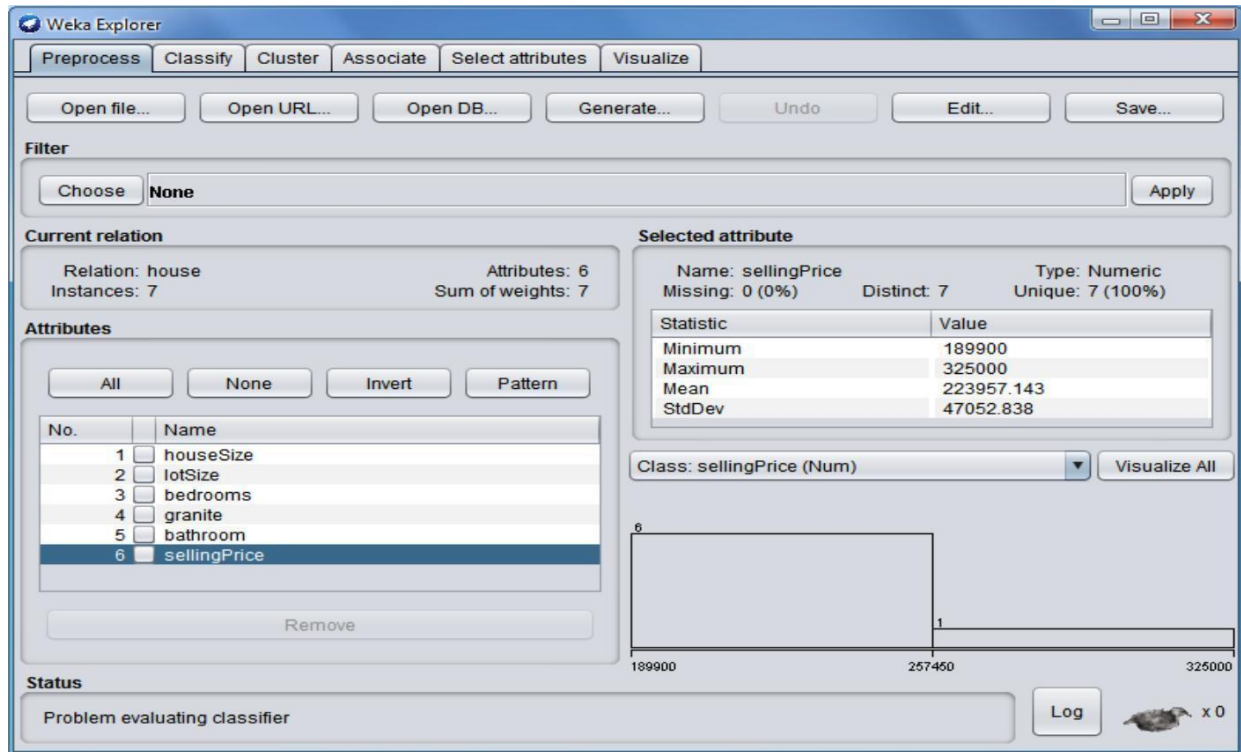 Weka Explorer
Preprocess Classify Cluster Associate Select attributes Visualize
Open file... Open URL... Open DB... Generate... Undo Edit... Save...
Filter
Choose None Apply
Current relation
Relation: house Attributes: 6
Instances: 7 Sum of weights: 7
Selected attribute
Name: sellingPrice Type: Numeric
Missing: 0 (0%) Distinct: 7 Unique: 7 (100%)
Statistic Value
Minimum 189900
Maximum 325000
Mean 223957.143
StdDev 47052.838
Attributes
All None Invert Pattern
No. Name
1 houseSize
2 lotSize
3 bedrooms
4 granite
5 bathroom
6 sellingPrice
Remove
Class: sellingPrice (Num) Visualize All
6
1
189900 257450 325000
Status
Problem evaluating classifier
Log x 0